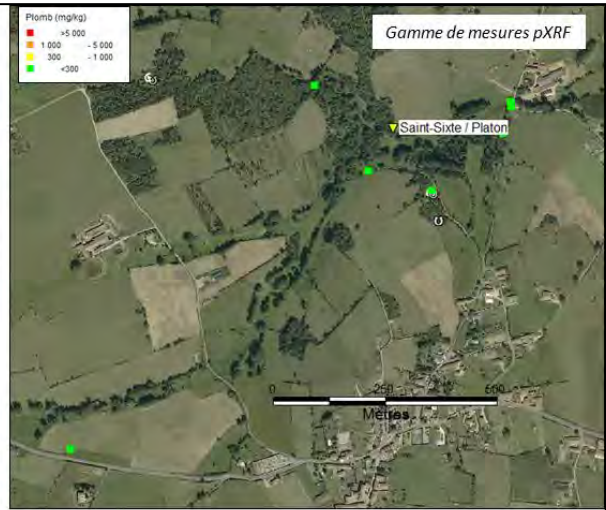 Plomb (mg/kg)
>5 000
1 000 - 5 000
300 - 1 000
<300
Gamme de mesures pXRF
Saint-Sixte / Platon
0 250 500
Mètres